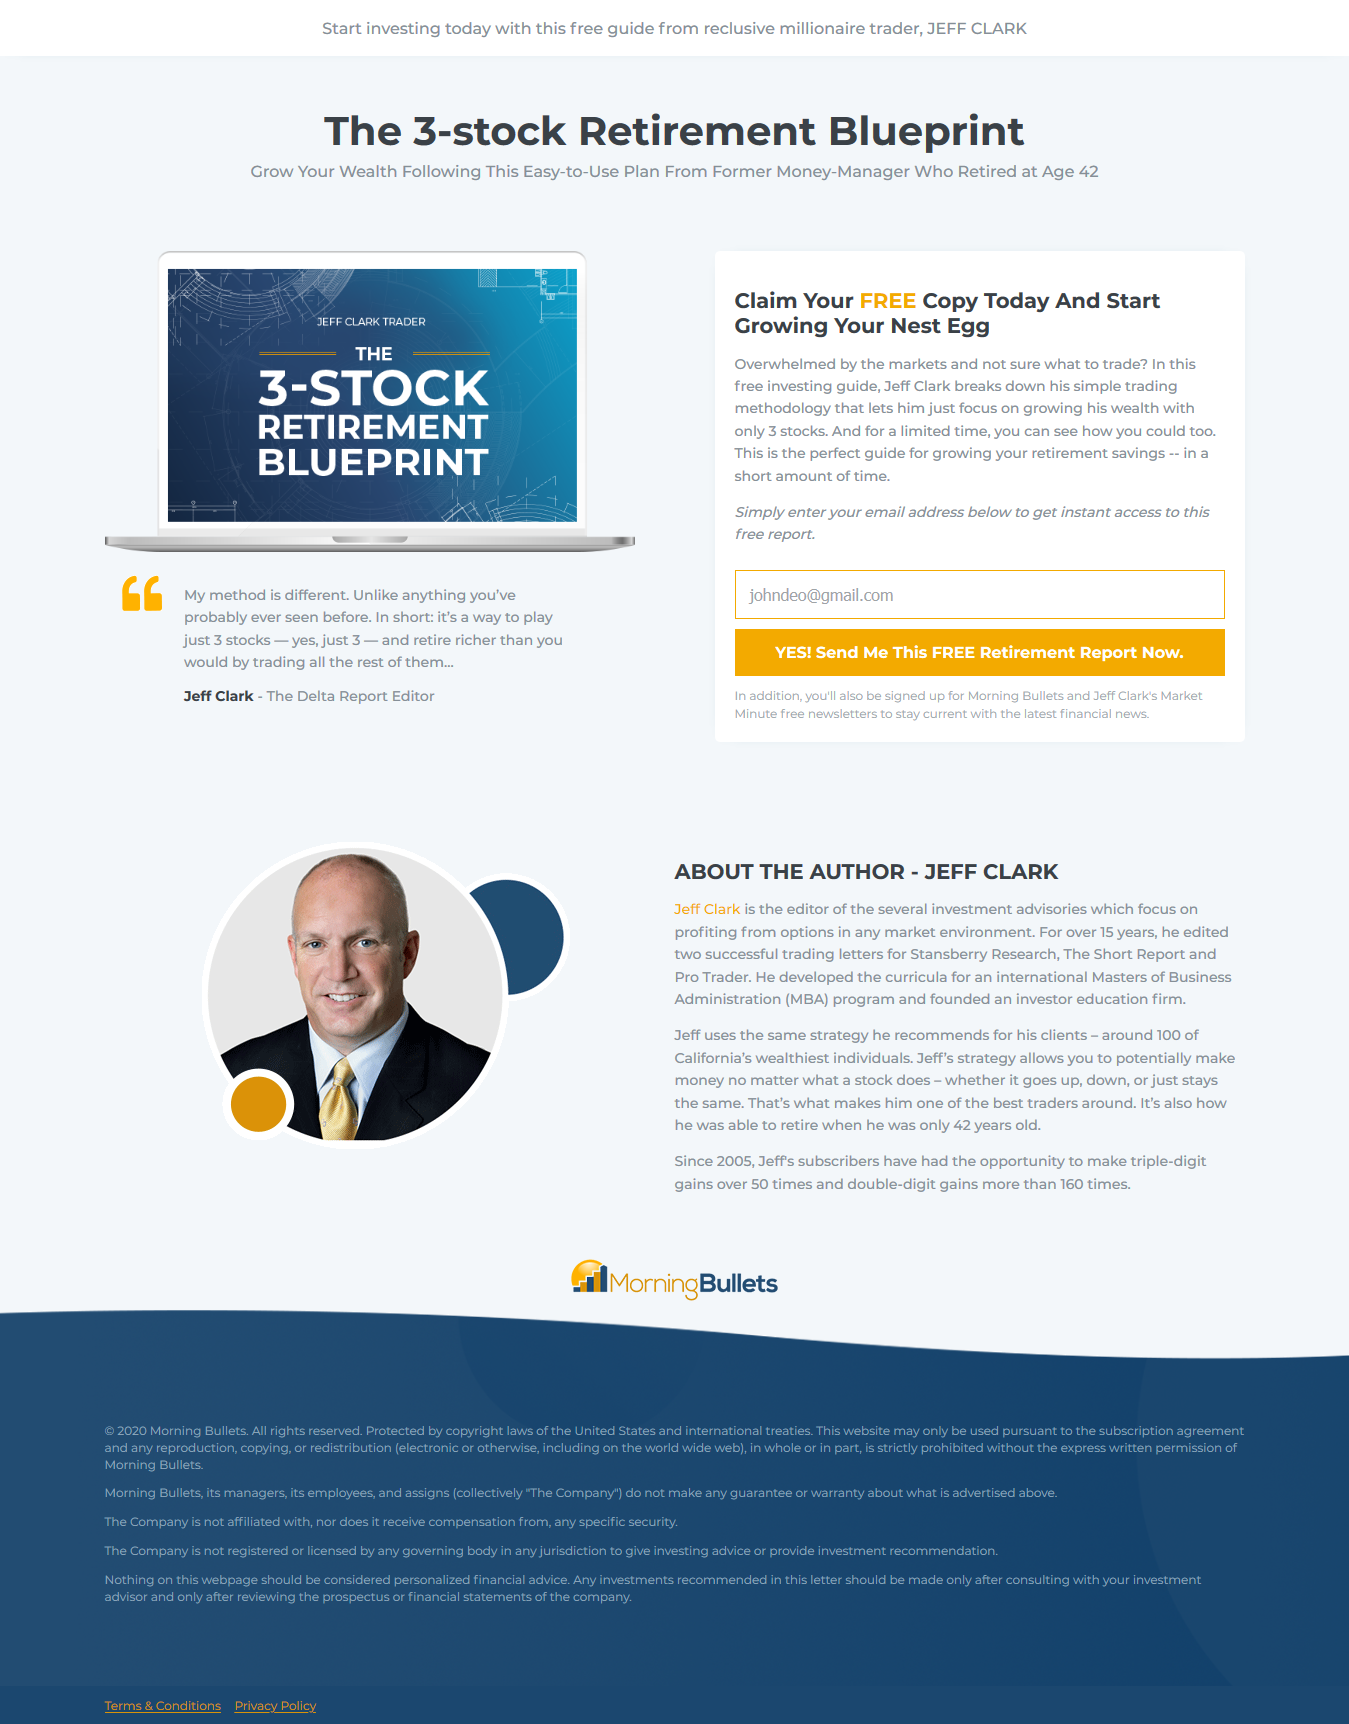 Start investing today with this free guide from reclusive millionaire trader, JEFF CLARK
The 3-stock Retirement Blueprint
Grow Your Wealth Following This Easy-to-Use Plan From Former Money-Manager Who Retired at Age 42
JEFF CLARK TRADER
THE
3-STOCK
RETIREMENT
BLUEPRINT
My method is different. Unlike anything you’ve
probably ever seen before. In short: it’s a way to play
just 3 stocks — yes, just 3 — and retire richer than you
would by trading all the rest of them...
Jeff Clark - The Delta Report Editor
Claim Your FREE Copy Today And Start
Growing Your Nest Egg
Overwhelmed by the markets and not sure what to trade? In this
free investing guide, Jeff Clark breaks down his simple trading
methodology that lets him just focus on growing his wealth with
only 3 stocks. And for a limited time, you can see how you could too.
This is the perfect guide for growing your retirement savings -- in a
short amount of time.
Simply enter your email address below to get instant access to this
free report.
johndeo@gmail.com
YES! Send Me This FREE Retirement Report Now.
In addition, you'll also be signed up for Morning Bullets and Jeff Clark's Market
Minute free newsletters to stay current with the latest financial news.
ABOUT THE AUTHOR - JEFF CLARK
Jeff Clark is the editor of the several investment advisories which focus on
profiting from options in any market environment. For over 15 years, he edited
two successful trading letters for Stansberry Research, The Short Report and
Pro Trader. He developed the curricula for an international Masters of Business
Administration (MBA) program and founded an investor education firm.
Jeff uses the same strategy he recommends for his clients – around 100 of
California’s wealthiest individuals. Jeff’s strategy allows you to potentially make
money no matter what a stock does – whether it goes up, down, or just stays
the same. That’s what makes him one of the best traders around. It’s also how
he was able to retire when he was only 42 years old.
Since 2005, Jeff's subscribers have had the opportunity to make triple-digit
gains over 50 times and double-digit gains more than 160 times.
MorningBullets
© 2020 Morning Bullets. All rights reserved. Protected by copyright laws of the United States and international treaties. This website may only be used pursuant to the subscription agreement
and any reproduction, copying, or redistribution (electronic or otherwise, including on the world wide web), in whole or in part, is strictly prohibited without the express written permission of
Morning Bullets.
Morning Bullets, its managers, its employees, and assigns (collectively "The Company") do not make any guarantee or warranty about what is advertised above.
The Company is not affiliated with, nor does it receive compensation from, any specific security.
The Company is not registered or licensed by any governing body in any jurisdiction to give investing advice or provide investment recommendation.
Nothing on this webpage should be considered personalized financial advice. Any investments recommended in this letter should be made only after consulting with your investment
advisor and only after reviewing the prospectus or financial statements of the company.
Terms & Conditions Privacy Policy